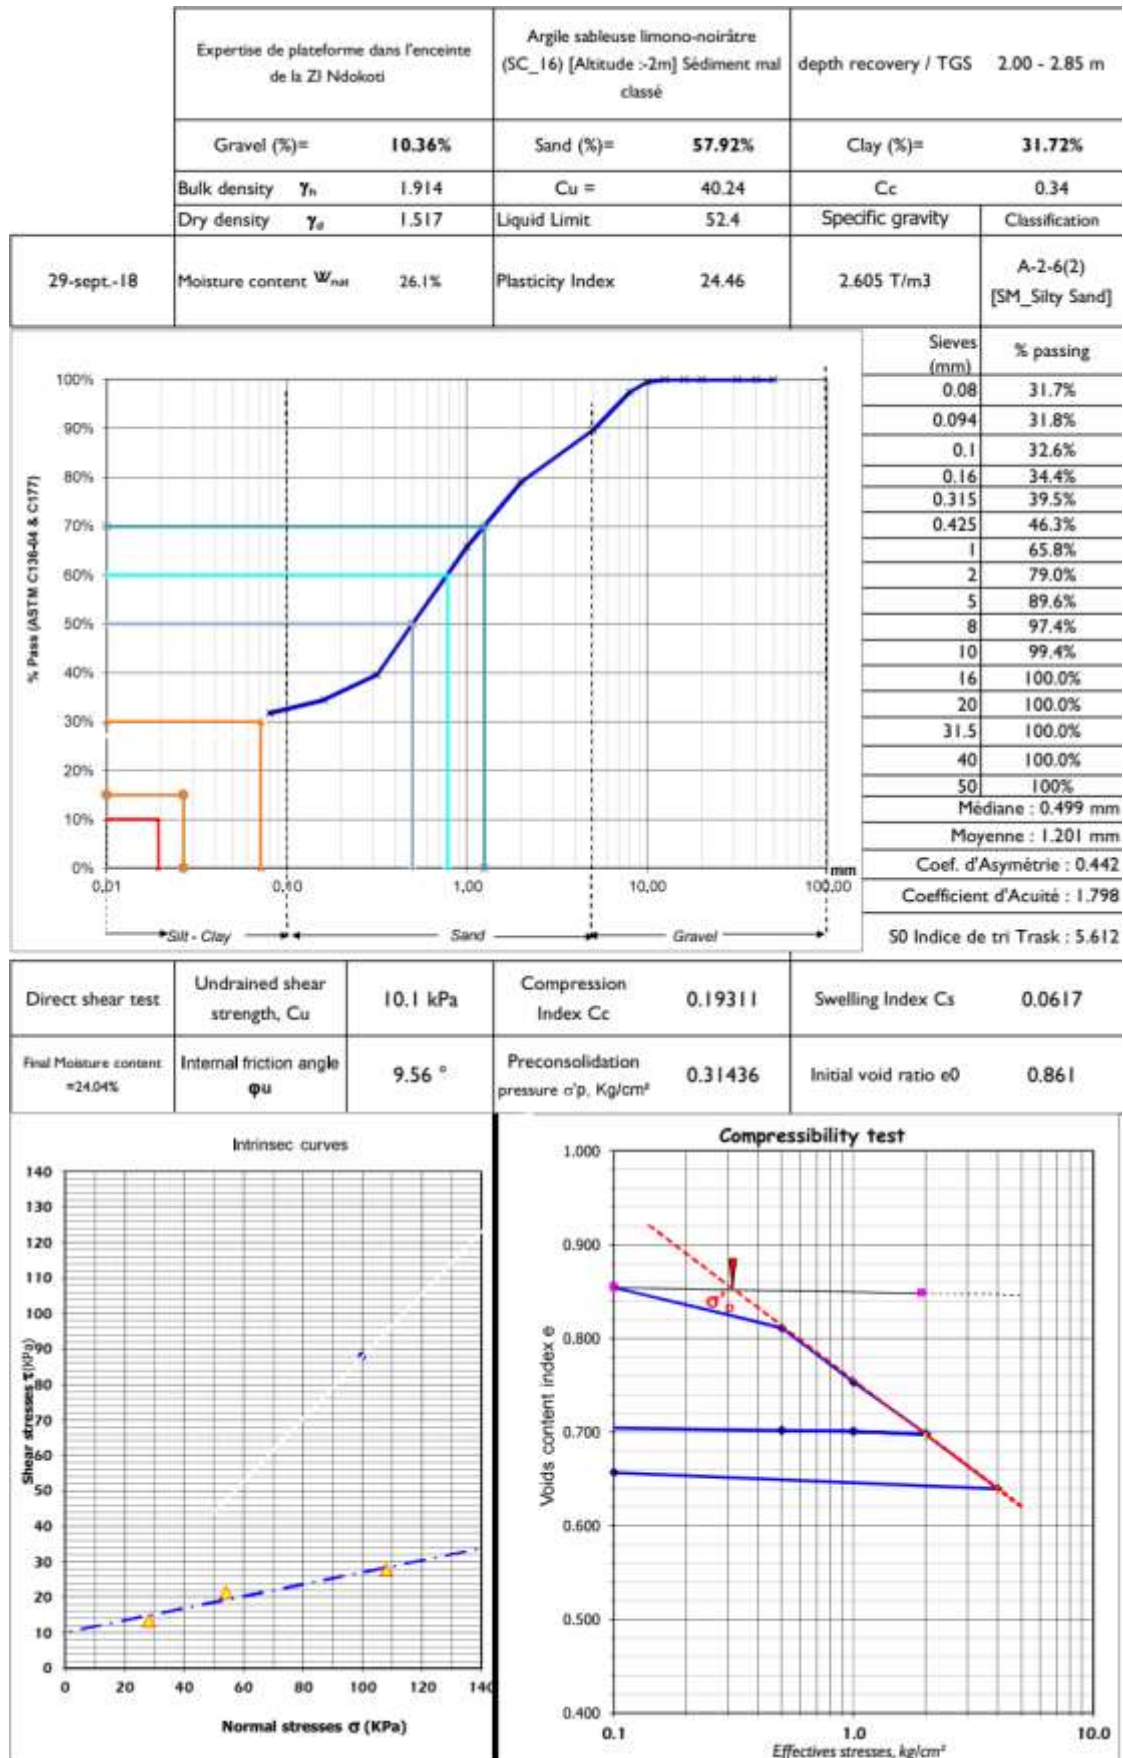 Expertise de plateforme dans l'enceinte
de la ZI Ndokoti
Argile sableuse limono-noirâtre
(SC_16) [Altitude :-2m] Sédiment mal
classé
depth recovery / TGS 2.00 - 2.85 m
Gravel (%)= 10.36% Sand (%)= 57.92% Clay (%)= 31.72%
Bulk density γh 1.914 Cu = 40.24 Cc 0.34
Dry density γd 1.517 Liquid Limit 52.4 Specific gravity Classification
29-sept.-18 Moisture content Wnat 26.1% Plasticity Index 24.46 2.605 T/m3 A-2-6(2)
[SM_Silty Sand]
Sieves
(mm) % passing
0.08 31.7%
0.094 31.8%
0.1 32.6%
0.16 34.4%
0.315 39.5%
0.425 46.3%
1 65.8%
2 79.0%
5 89.6%
8 97.4%
10 99.4%
16 100.0%
20 100.0%
31.5 100.0%
40 100.0%
50 100%
Médiane : 0.499 mm
Moyenne : 1.201 mm
Coef. d'Asymétrie : 0.442
Coefficient d'Acuité : 1.798
S0 Indice de tri Trask : 5.612
% Pass (ASTM C136-04 & C177)
100%
90%
80%
70%
60%
50%
40%
30%
20%
10%
0%
0,01 0,10 1,00 10,00 100,00
mm
Silt - Clay Sand Gravel
Direct shear test
Undrained shear
strength, Cu
10.1 kPa
Compression
Index Cc
0.19311
Swelling Index Cs 0.0617
Final Moisture content
=24.04%
Internal friction angle
φu
9.56 °
Preconsolidation
pressure σ'p, Kg/cm²
0.31436
Initial void ratio e0 0.861
Intrinsec curves
Shear stresses τ(KPa)
140
130
120
110
100
90
80
70
60
50
40
30
20
10
0
0 20 40 60 80 100 120 140
Normal stresses σ (KPa)
Compressibility test
Voids content index e
1.000
0.900
0.800
0.700
0.600
0.500
0.400
σ'p
0.1 1.0 10.0
Effectives stresses, kg/cm²